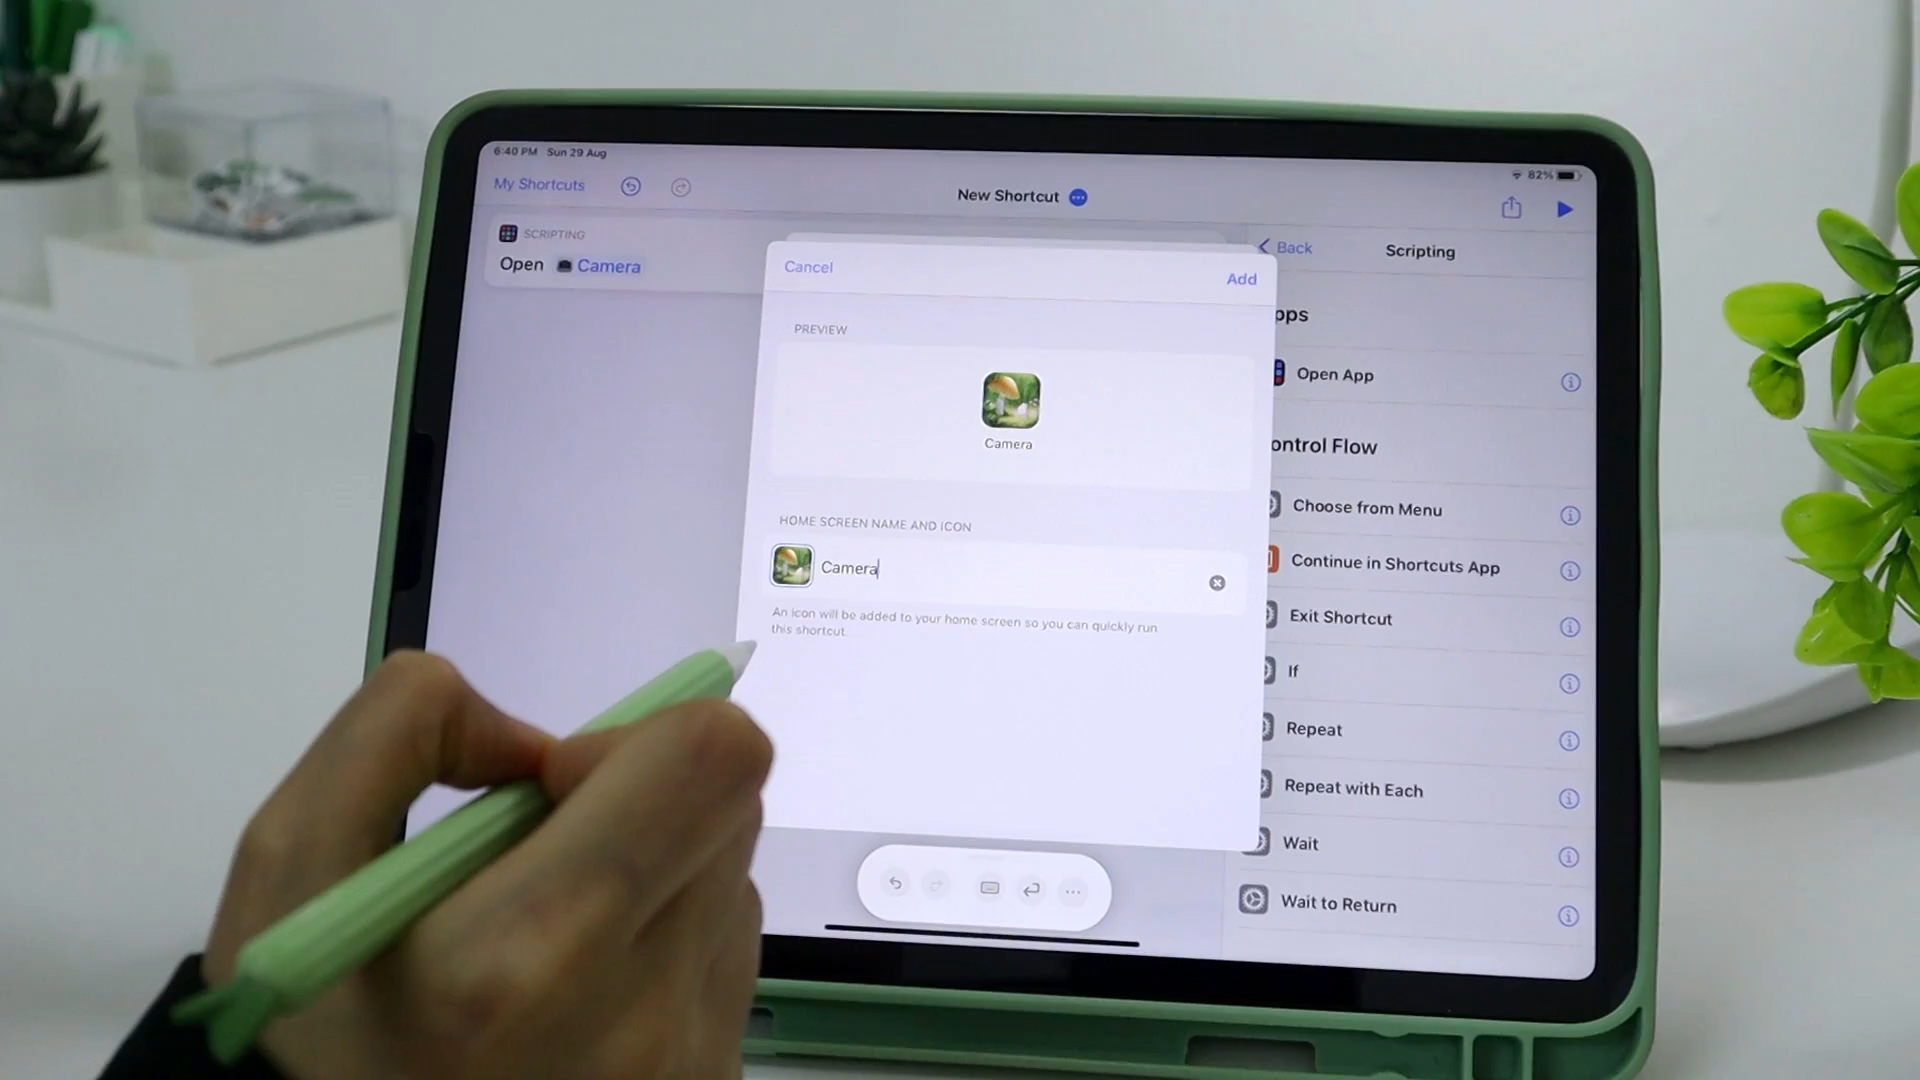 6:40 PM Sun 29 Aug
82%
My Shortcuts
New Shortcut
SCRIPTING
Open Camera
Cancel
Add
PREVIEW
Camera
HOME SCREEN NAME AND ICON
Camera
An icon will be added to your home screen so you can quickly run
this shortcut.
Back
Scripting
pps
Open App
ontrol Flow
Choose from Menu
Continue in Shortcuts App
Exit Shortcut
If
Repeat
Repeat with Each
Wait
Wait to Return